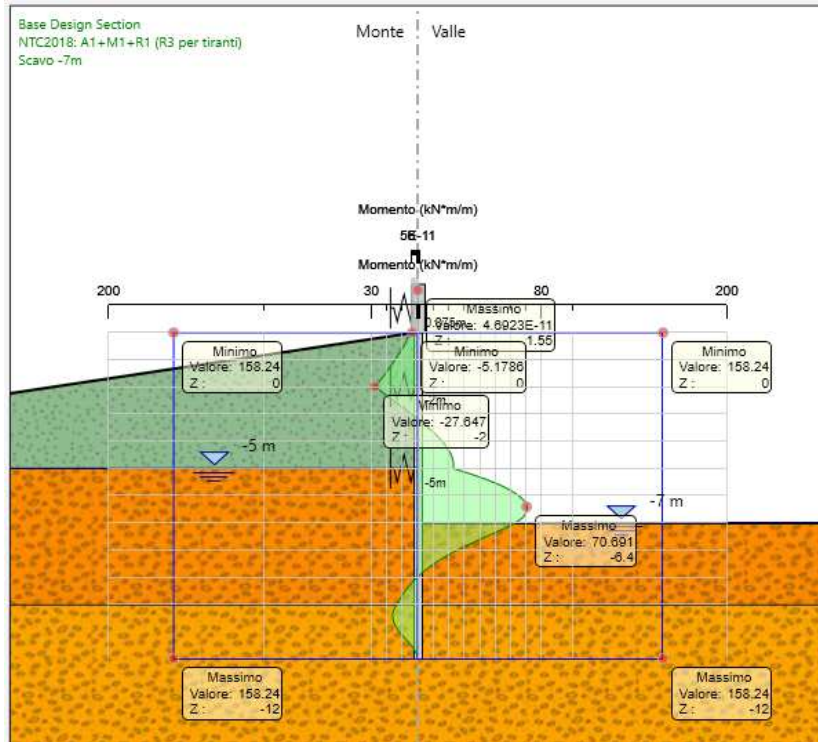 Base Design Section
NTC2018: A1+M1+R1 (R3 per tiranti)
Scavo -7m
Monte Valle
Momento (kN*m/m)
Momento (kN*m/m)
200 30 80 200
Massimo
Valore: 4.6923E-11
Z : 1.55
Minimo
Valore: 158.24
Z : 0
Minimo
Valore: -5.1786
Z : 0
Minimo
Valore: 158.24
Z : 0
Minimo
Valore: -27.647
Z : -2
-5 m
-5m
-7 m
Massimo
Valore: 70.691
Z : -6.4
Massimo
Valore: 158.24
Z : -12
Massimo
Valore: 158.24
Z : -12